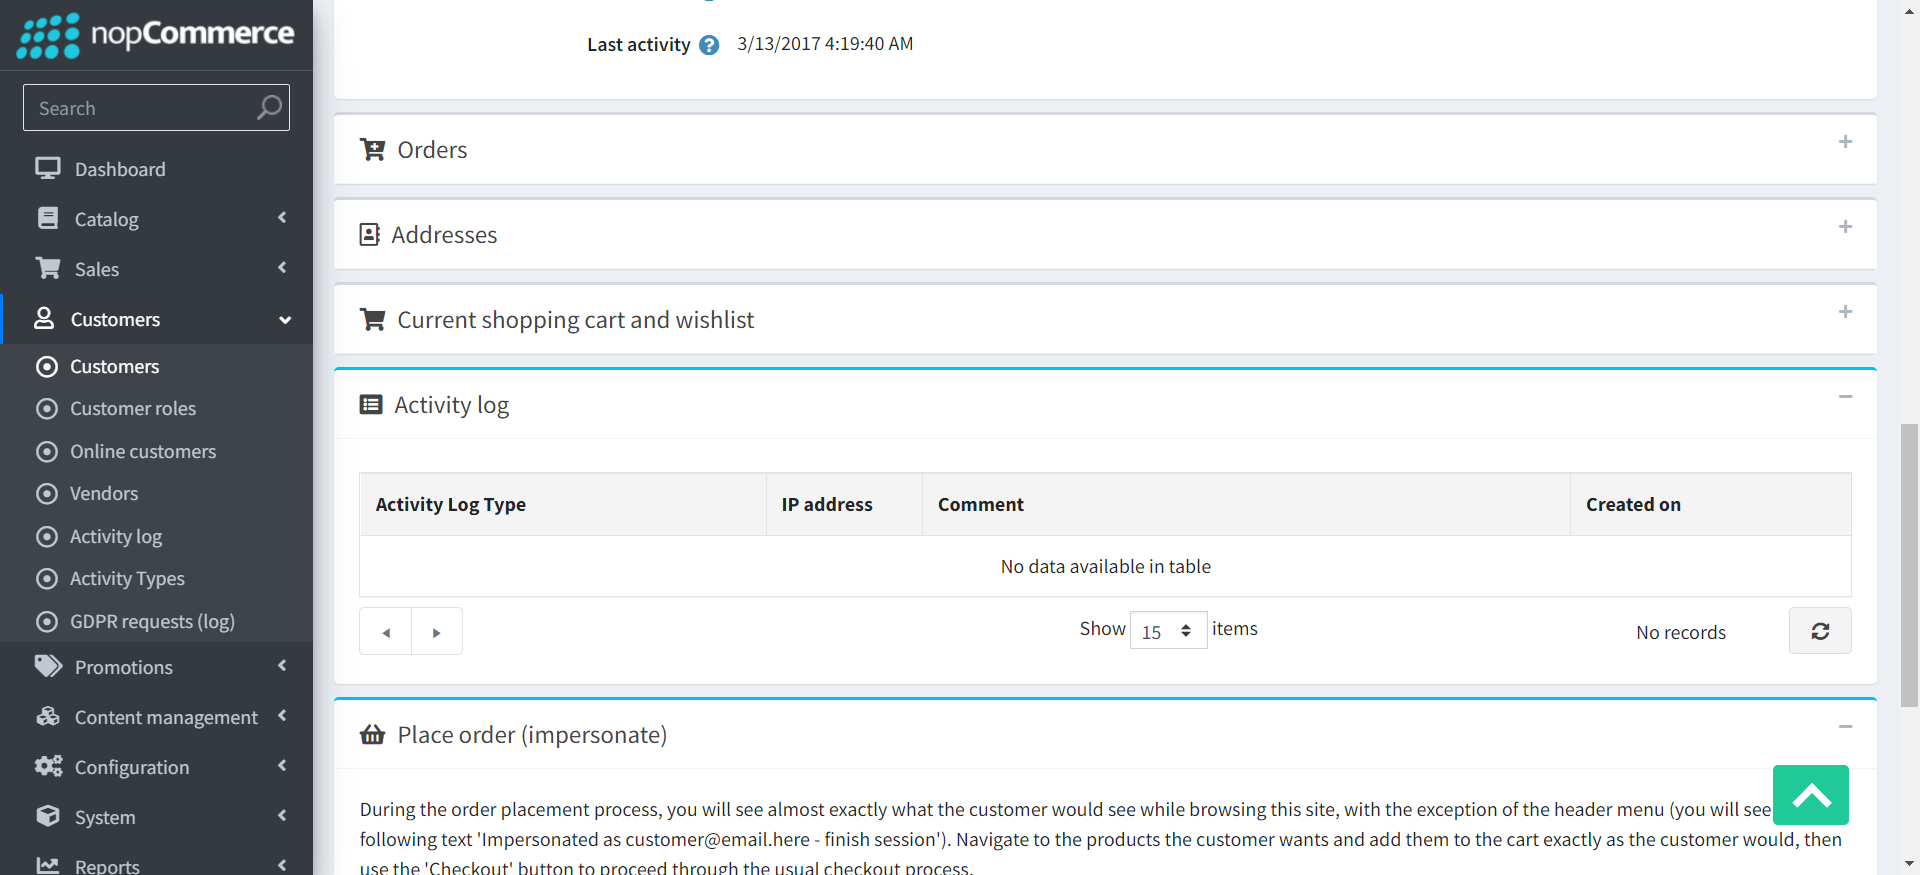 nopCommerce
Search
Dashboard
Catalog
Sales
Customers
Customers
Customer roles
Online customers
Vendors
Activity log
Activity Types
GDPR requests (log)
Promotions
Content management
Configuration
System
Reports
Last activity ? 3/13/2017 4:19:40 AM
Orders
Addresses
Current shopping cart and wishlist
Activity log
Activity Log Type IP address Comment Created on
No data available in table
Show 15 items No records
Place order (impersonate)
During the order placement process, you will see almost exactly what the customer would see while browsing this site, with the exception of the header menu (you will see
following text 'Impersonated as customer@email.here - finish session'). Navigate to the products the customer wants and add them to the cart exactly as the customer would, then
use the 'Checkout' button to proceed through the usual checkout process.